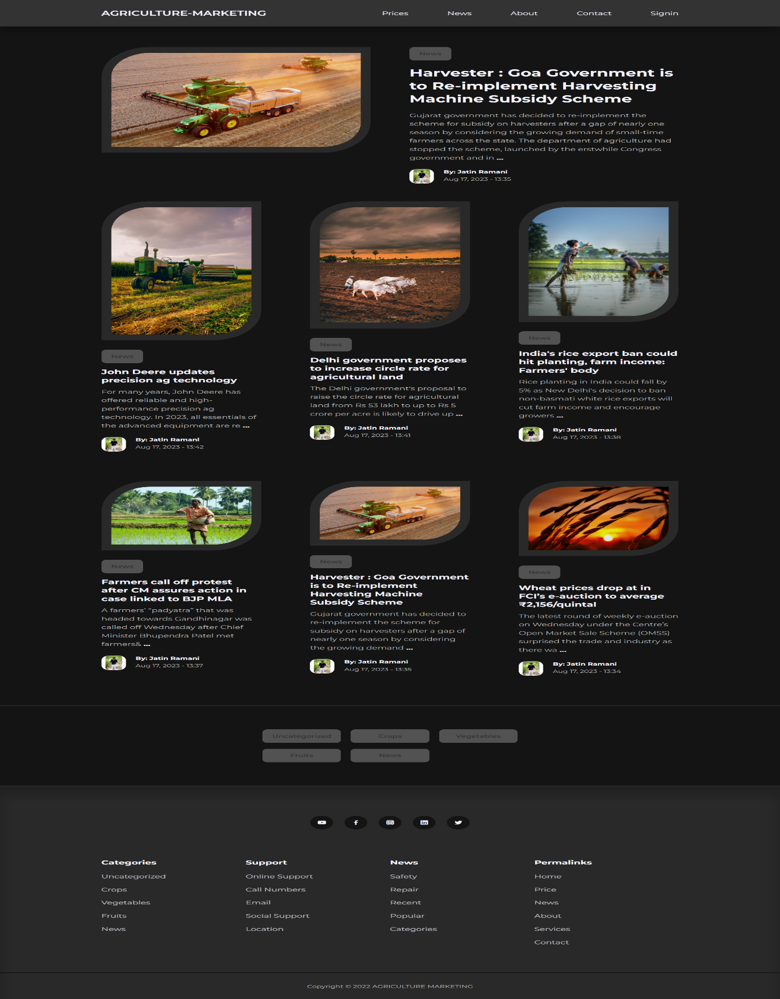 AGRICULTURE-MARKETING
Prices
News
About
Contact
Signin
News
Harvester : Goa Government is
to Re-implement Harvesting
Machine Subsidy Scheme
Gujarat government has decided to re-implement the
scheme for subsidy on harvesters after a gap of nearly one
season by considering the growing demand of small-time
farmers across the state. The department of agriculture had
stopped the scheme, launched by the erstwhile Congress
government and in ...
By: Jatin Ramani
Aug 17, 2023 - 13:35
News
John Deere updates
precision ag technology
For many years, John Deere has
offered reliable and high-
performance precision ag
technology. In 2023, all essentials of
the advanced equipment are re ...
By: Jatin Ramani
Aug 17, 2023 - 13:42
News
Delhi government proposes
to increase circle rate for
agricultural land
The Delhi government's proposal to
raise the circle rate for agricultural
land from Rs 53 lakh to up to Rs 5
crore per acre is likely to drive up ...
By: Jatin Ramani
Aug 17, 2023 - 13:41
News
India's rice export ban could
hit planting, farm income:
Farmers' body
Rice planting in India could fall by
5% as New Delhi's decision to ban
non-basmati white rice exports will
cut farm income and encourage
growers ...
By: Jatin Ramani
Aug 17, 2023 - 13:38
News
Farmers call off protest
after CM assures action in
case linked to BJP MLA
A farmers' “padyatra” that was
headed towards Gandhinagar was
called off Wednesday after Chief
Minister Bhupendra Patel met
farmers& ...
By: Jatin Ramani
Aug 17, 2023 - 13:37
News
Harvester : Goa Government
is to Re-implement
Harvesting Machine
Subsidy Scheme
Gujarat government has decided to
re-implement the scheme for
subsidy on harvesters after a gap of
nearly one season by considering
the growing demand ...
By: Jatin Ramani
Aug 17, 2023 - 13:35
News
Wheat prices drop at in
FCI’s e-auction to average
₹2,156/quintal
The latest round of weekly e-auction
on Wednesday under the Centre’s
Open Market Sale Scheme (OMSS)
surprised the trade and industry as
there wa ...
By: Jatin Ramani
Aug 17, 2023 - 13:34
Uncategorized
Crops
Vegetables
Fruits
News
Categories
Uncategorized
Crops
Vegetables
Fruits
News
Support
Online Support
Call Numbers
Email
Social Support
Location
News
Safety
Repair
Recent
Popular
Categories
Permalinks
Home
Price
News
About
Services
Contact
Copyright © 2022 AGRICULTURE MARKETING